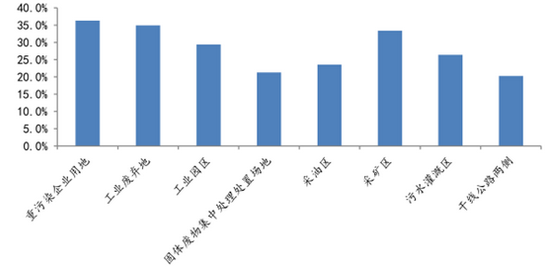 40.0%
35.0%
30.0%
25.0%
20.0%
15.0%
10.0%
5.0%
0.0%
重污染企业用地
工业废弃地
工业园区
固体废物集中处理处置场地
采油区
采矿区
污水灌溉区
干线公路两侧